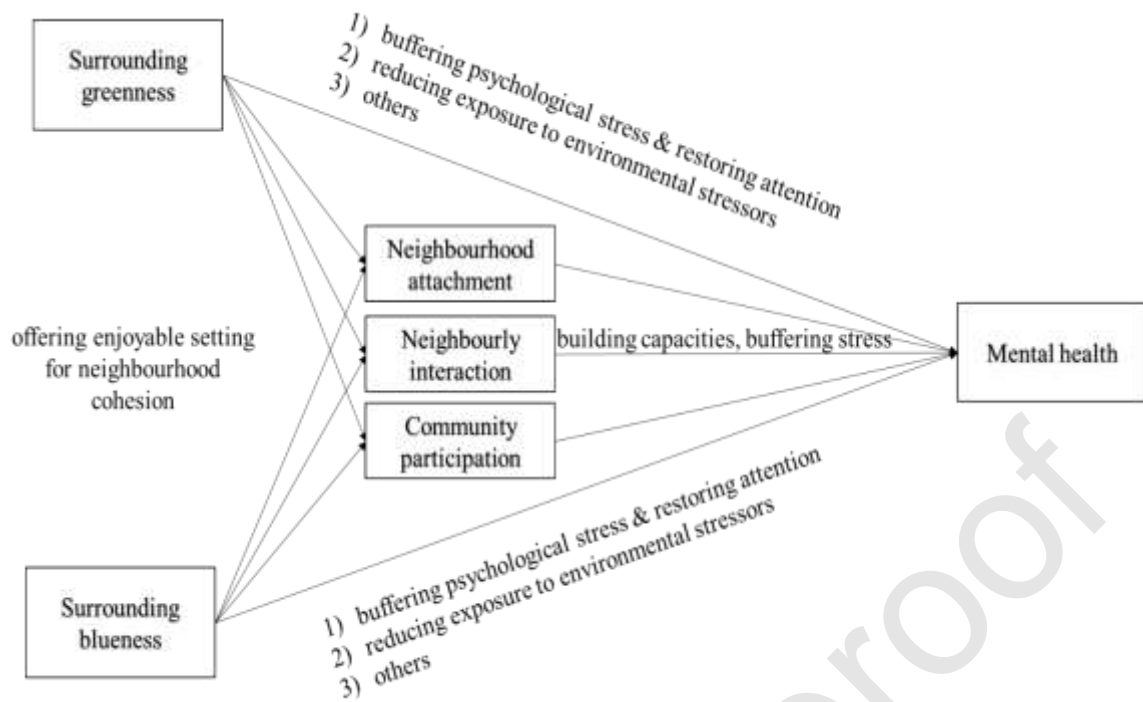 Surrounding
greenness
1) buffering psychological stress & restoring attention
2) reducing exposure to environmental stressors
3) others
Neighbourhood
attachment
offering enjoyable setting
for neighbourhood
cohesion
Neighbourly
interaction
building capacities, buffering stress
Mental health
Community
participation
Surrounding
blueness
1) buffering psychological stress & restoring attention
2) reducing exposure to environmental stressors
3) others
proof